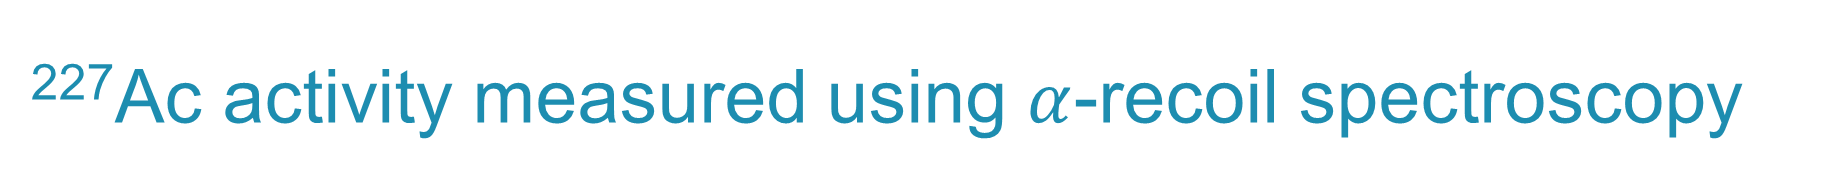 ²²⁷Ac activity measured using 𝛼-recoil spectroscopy